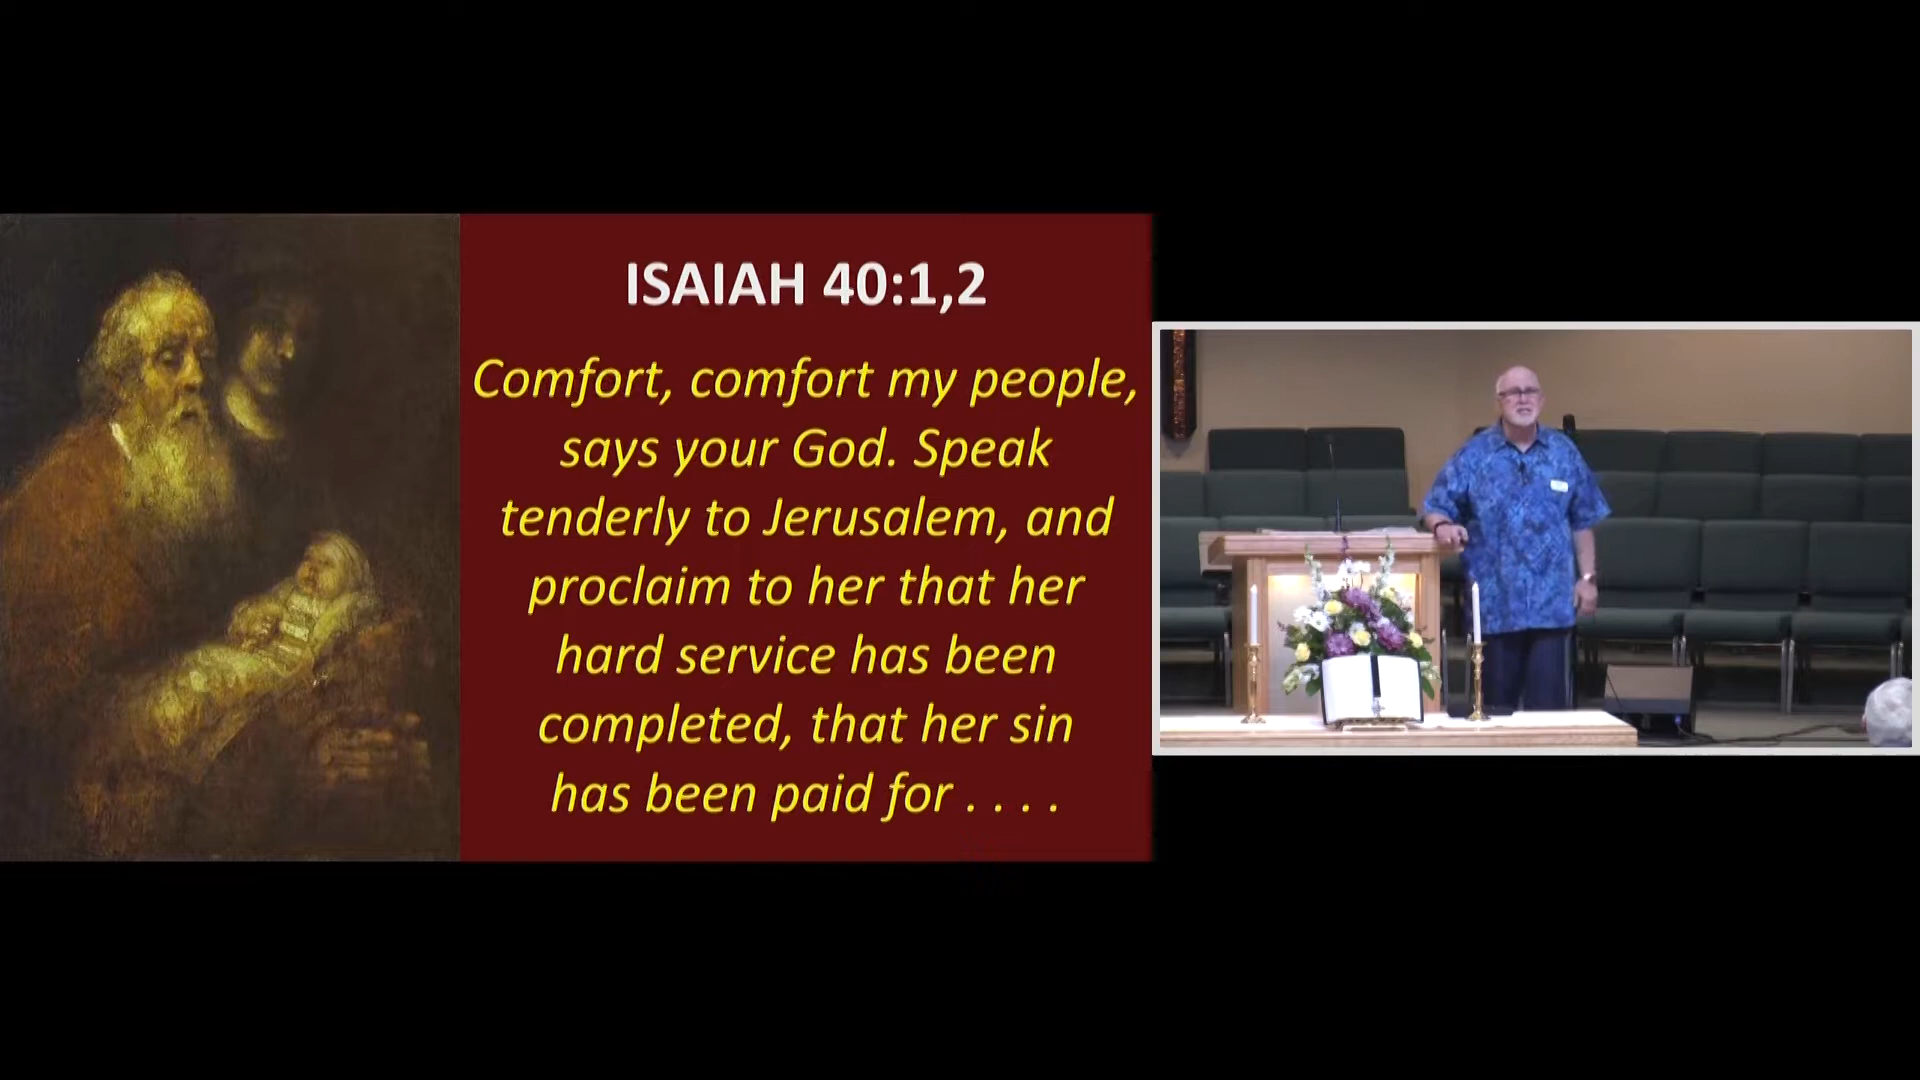 ISAIAH 40:1,2
Comfort, comfort my people,
says your God. Speak
tenderly to Jerusalem, and
proclaim to her that her
hard service has been
completed, that her sin
has been paid for . . . .